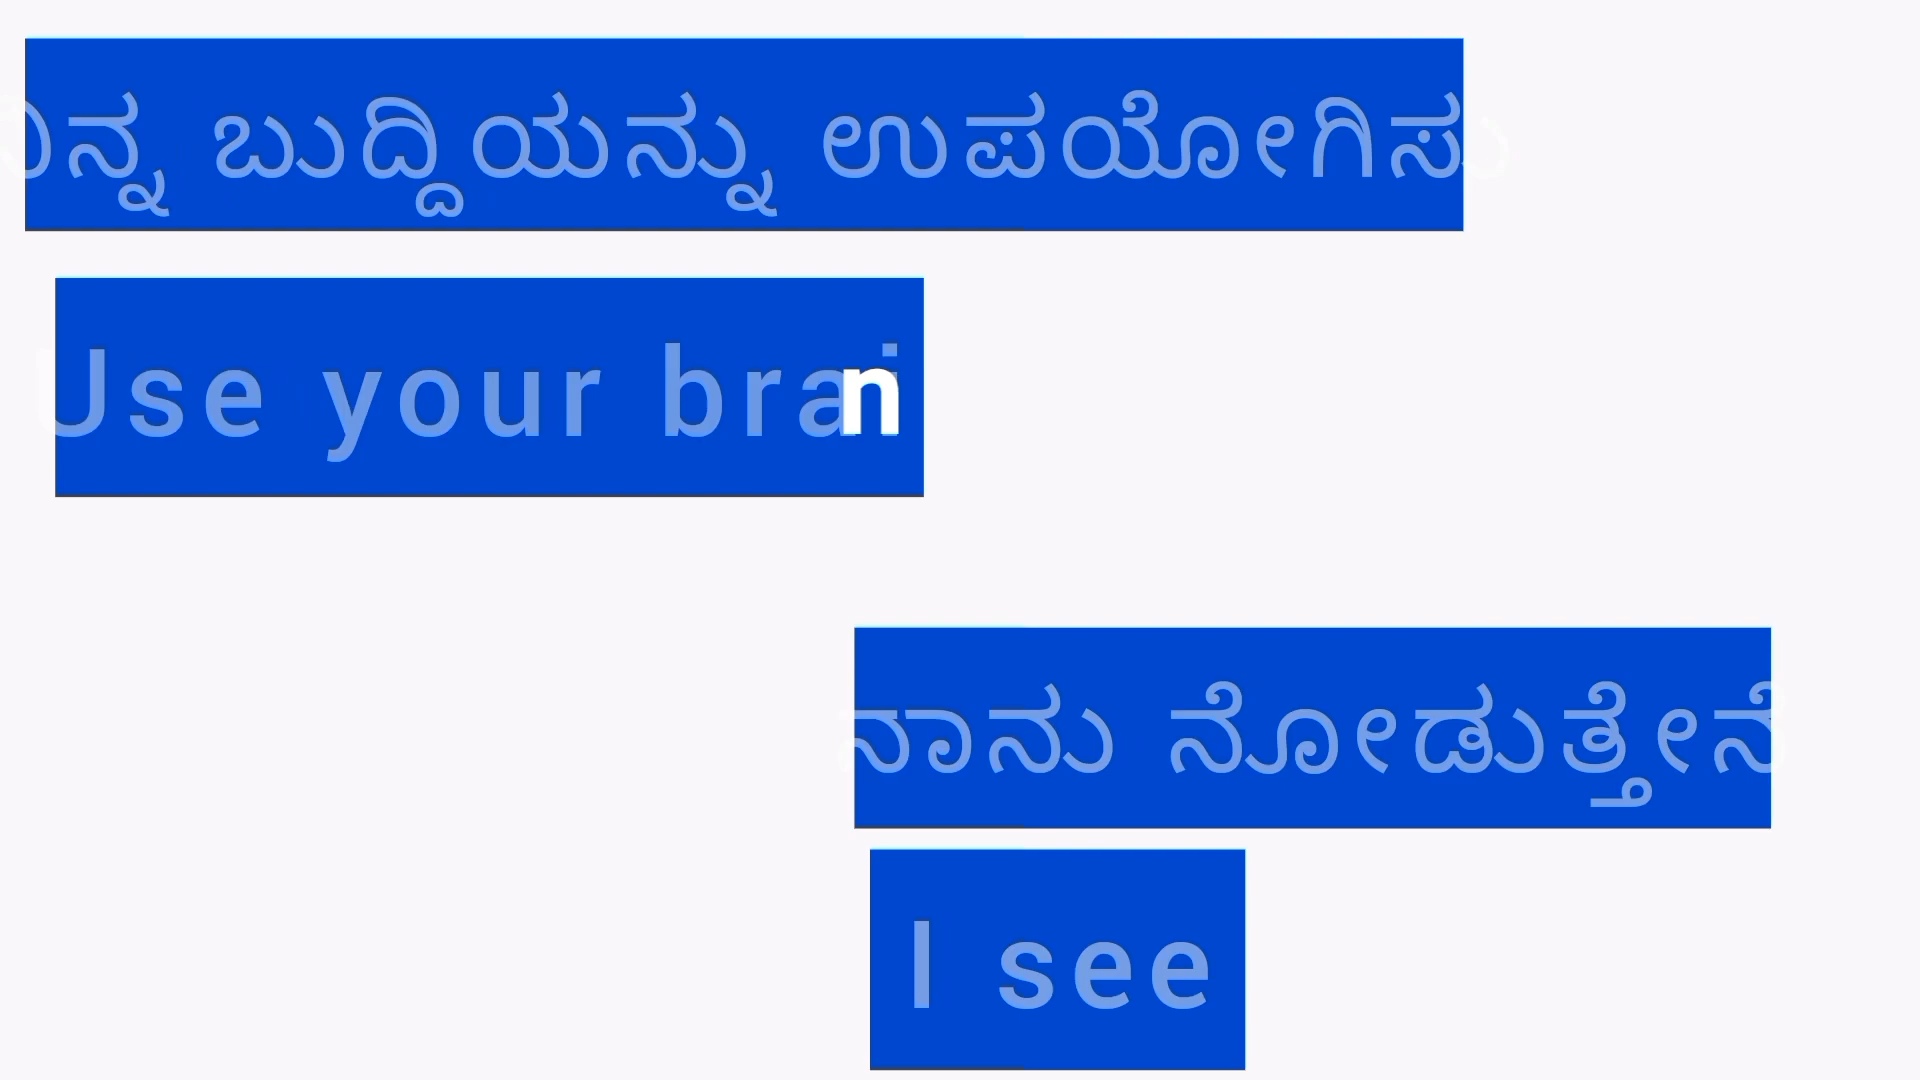 ನಿನ್ನ ಬುದ್ದಿಯನ್ನು ಉಪಯೋಗಿಸು
Use your brain
ನಾನು ನೋಡುತ್ತೇನೆ
I see